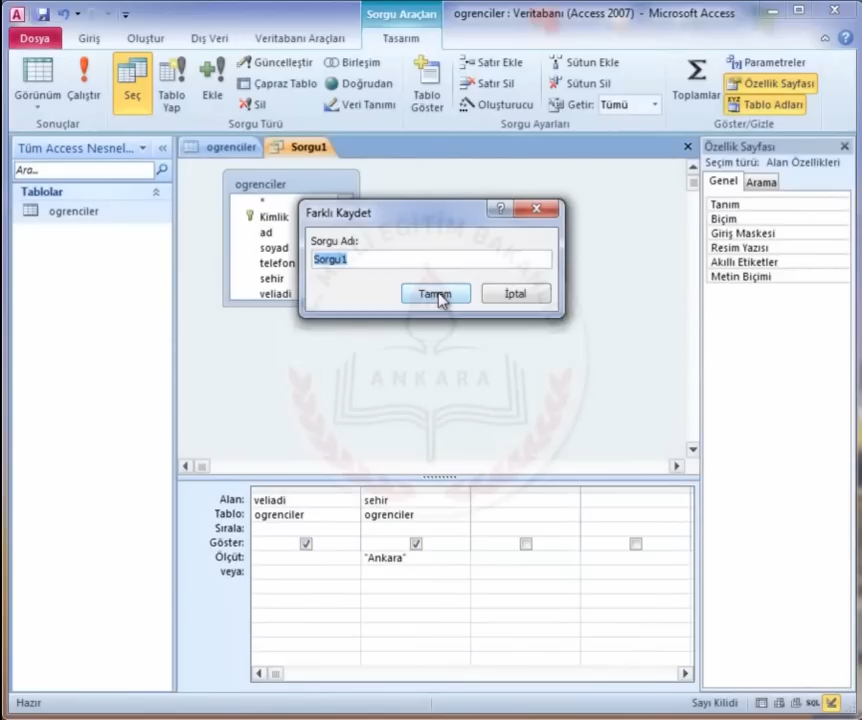 Sorgu Araçları
ogrenciler : Veritabanı (Access 2007) - Microsoft Access
Dosya
Giriş
Oluştur
Dış Veri
Veritabanı Araçları
Tasarım
Görünüm
Çalıştır
Sonuçlar
Seç
Tablo
Yap
Ekle
Güncelleştir
Çapraz Tablo
Sil
Birleşim
Doğrudan
Veri Tanımı
Sorgu Türü
Tablo
Göster
Satır Ekle
Satır Sil
Oluşturucu
Sütun Ekle
Sütun Sil
Getir: Tümü
Sorgu Ayarları
Toplamlar
Parametreler
Özellik Sayfası
Tablo Adları
Göster/Gizle
Tüm Access Nesnel...
Ara...
Tablolar
ogrenciler
ogrenciler
Sorgu1
ogrenciler
*
Kimlik
ad
soyad
telefon
sehir
veliadi
Farklı Kaydet
Sorgu Adı:
Sorgu1
Tamam
İptal
ANKARA
Özellik Sayfası
Seçim türü: Alan Özellikleri
Genel
Arama
Tanım
Biçim
Giriş Maskesi
Resim Yazısı
Akıllı Etiketler
Metin Biçimi
Alan: veliadi sehir
Tablo: ogrenciler ogrenciler
Sırala:
Göster:
Ölçüt: "Ankara"
veya:
Hazır
Sayı Kilidi
SQL